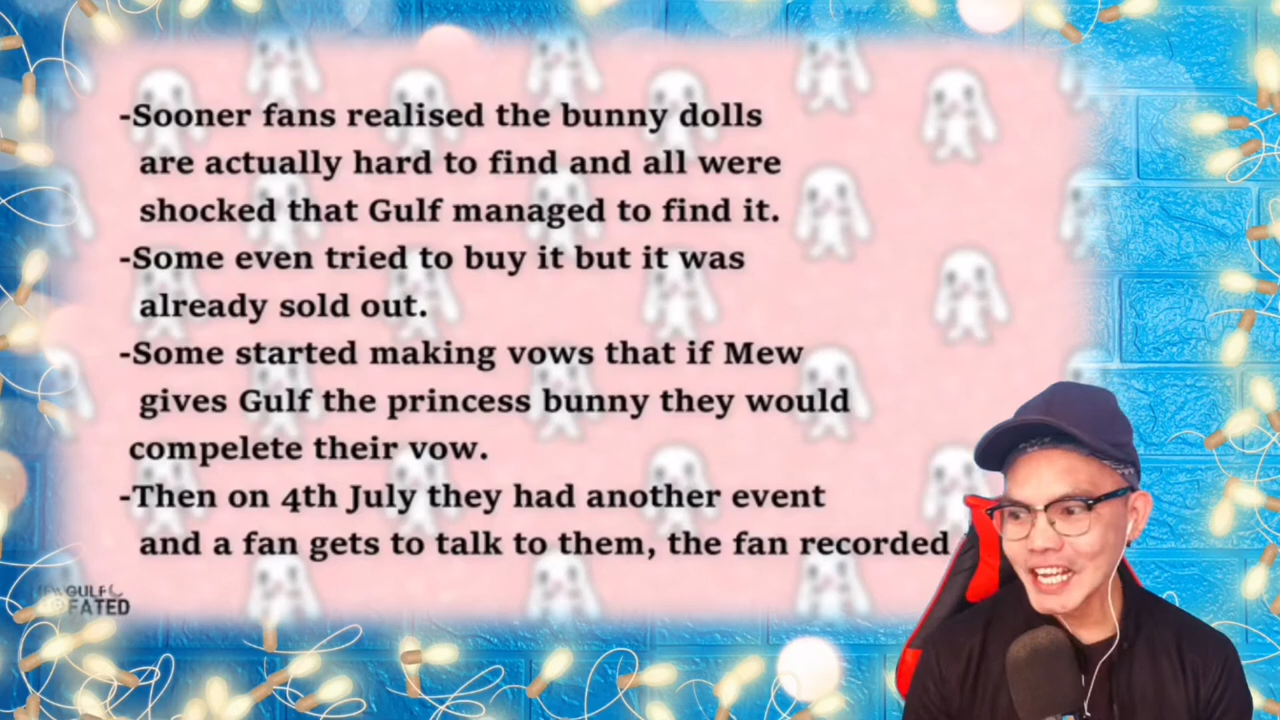 -Sooner fans realised the bunny dolls
are actually hard to find and all were
shocked that Gulf managed to find it.
-Some even tried to buy it but it was
already sold out.
-Some started making vows that if Mew
gives Gulf the princess bunny they would
compelete their vow.
-Then on 4th July they had another event
and a fan gets to talk to them, the fan recorded
GULF
FATED